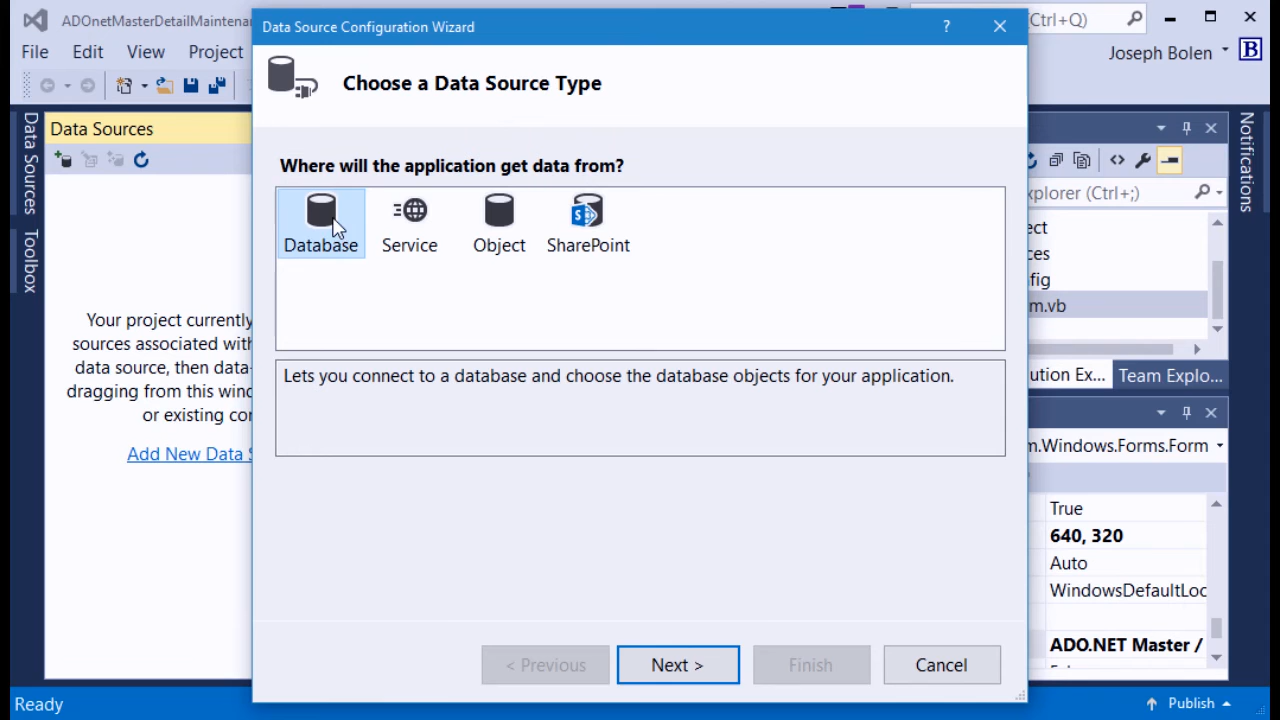 ADOnetMasterDetailMaintenan
Data Source Configuration Wizard
?
(Ctrl+Q)
File Edit View Project
Joseph Bolen
B
Choose a Data Source Type
Data Sources
Data Sources
Toolbox
Where will the application get data from?
Database Service Object SharePoint
Lets you connect to a database and choose the database objects for your application.
Your project currently
sources associated with
data source, then data-
dragging from this wind
or existing con
Add New Data S
Notifications
xplorer (Ctrl+;)
ect
ces
fig
m.vb
ution Ex... Team Explo...
m.Windows.Forms.Form
True
640, 320
Auto
WindowsDefaultLoc
ADO.NET Master /
< Previous Next > Finish Cancel
Ready
Publish